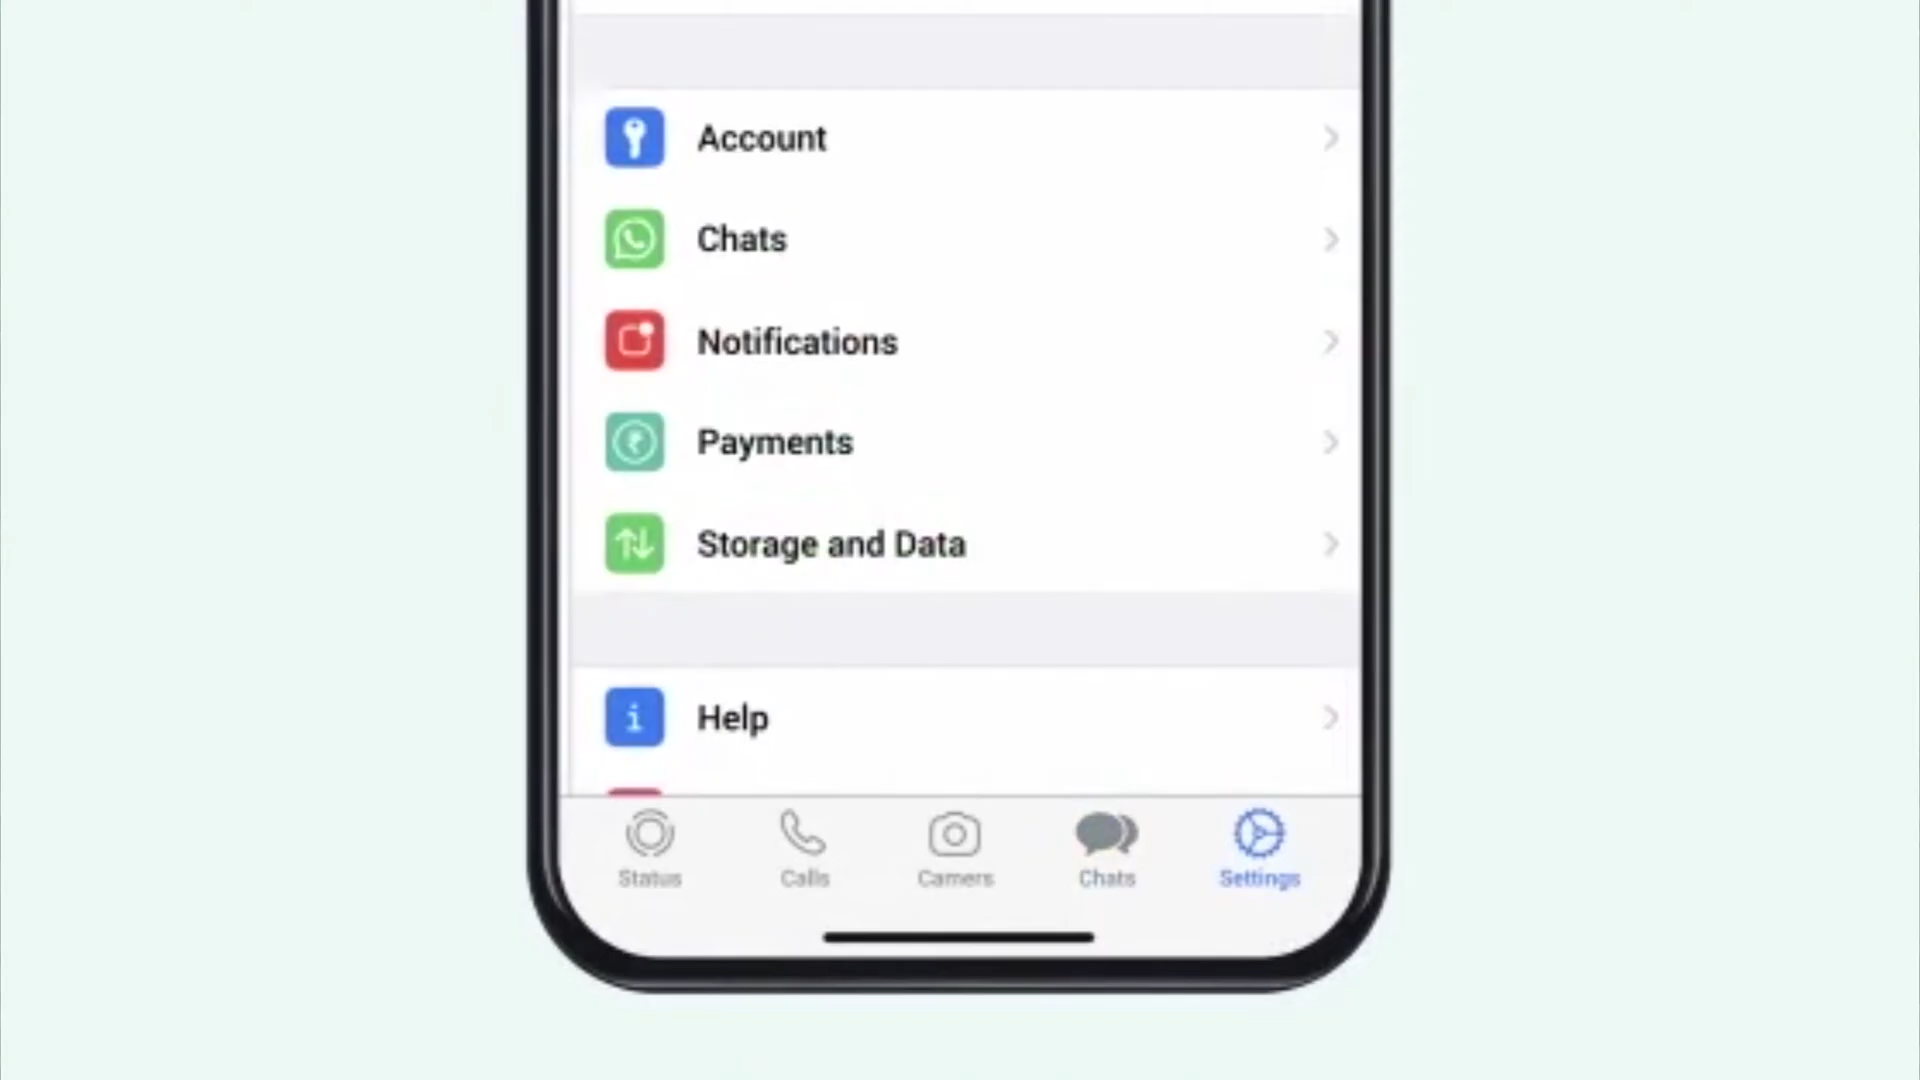 Account
Chats
Notifications
Payments
Storage and Data
Help
Status
Calls
Camera
Chats
Settings